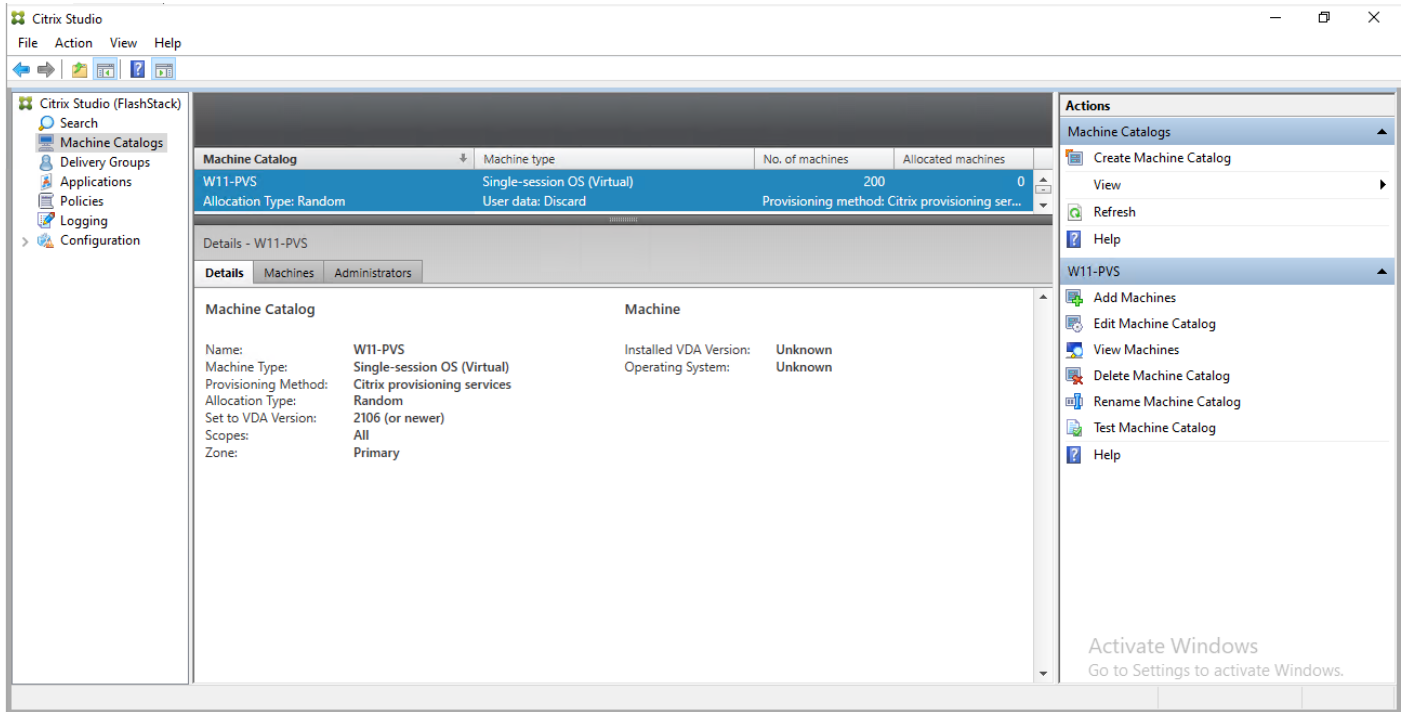 Citrix Studio
File Action View Help
Citrix Studio (FlashStack)
Search
Machine Catalogs
Delivery Groups
Applications
Policies
Logging
Configuration
Machine Catalog Machine type No. of machines Allocated machines
W11-PVS Single-session OS (Virtual) 200 0
Allocation Type: Random User data: Discard Provisioning method: Citrix provisioning ser...
Details - W11-PVS
Details Machines Administrators
Machine Catalog
Name: W11-PVS
Machine Type: Single-session OS (Virtual)
Provisioning Method: Citrix provisioning services
Allocation Type: Random
Set to VDA Version: 2106 (or newer)
Scopes: All
Zone: Primary
Machine
Installed VDA Version: Unknown
Operating System: Unknown
Actions
Machine Catalogs
Create Machine Catalog
View
Refresh
Help
W11-PVS
Add Machines
Edit Machine Catalog
View Machines
Delete Machine Catalog
Rename Machine Catalog
Test Machine Catalog
Help
Activate Windows
Go to Settings to activate Windows.